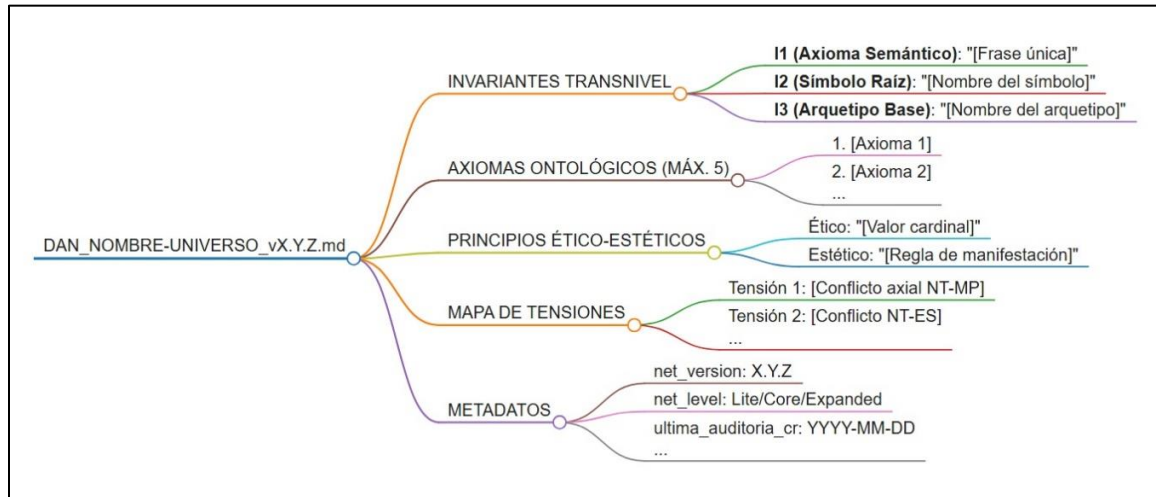 DAN_NOMBRE-UNIVERSO_vX.Y.Z.md
INVARIANTES TRANSNIVEL
I1 (Axioma Semántico): "[Frase única]"
I2 (Símbolo Raíz): "[Nombre del símbolo]"
I3 (Arquetipo Base): "[Nombre del arquetipo]"
AXIOMAS ONTOLÓGICOS (MÁX. 5)
1. [Axioma 1]
2. [Axioma 2]
...
PRINCIPIOS ÉTICO-ESTÉTICOS
Ético: "[Valor cardinal]"
Estético: "[Regla de manifestación]"
MAPA DE TENSIONES
Tensión 1: [Conflicto axial NT-MP]
Tensión 2: [Conflicto NT-ES]
...
METADATOS
net_version: X.Y.Z
net_level: Lite/Core/Expanded
ultima_auditoria_cr: YYYY-MM-DD
...